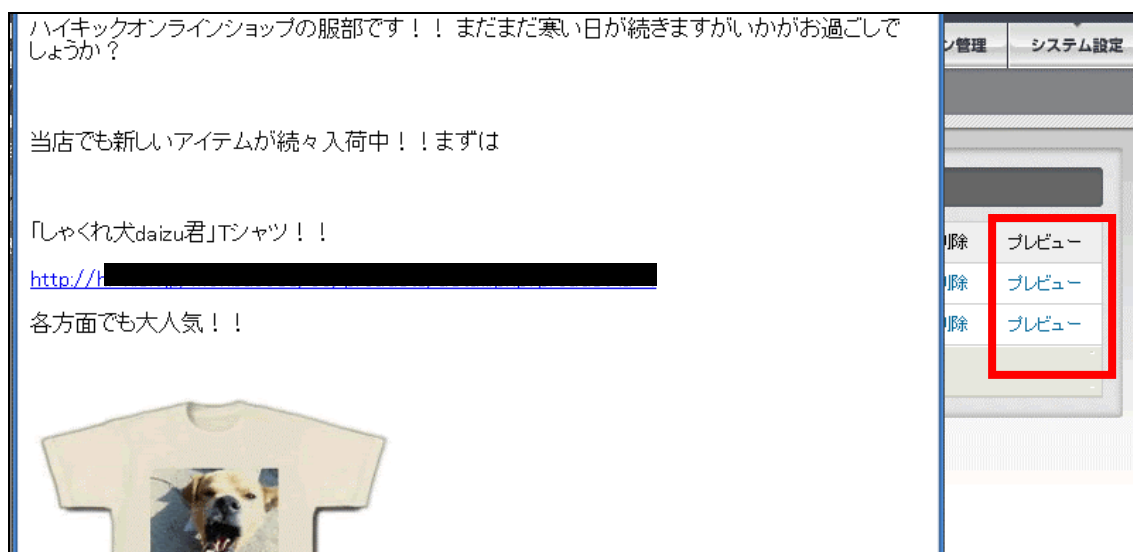 ハイキックオンラインショップの服部です！！ まだまだ寒い日が続きますがいかがお過ごしで
しょうか？
当店でも新しいアイテムが続々入荷中！！まずは
「しゃくれ犬daizu君」Tシャツ！！
http://h
各方面でも大人気！！
ン管理
システム設定
削除 プレビュー
削除 プレビュー
削除 プレビュー